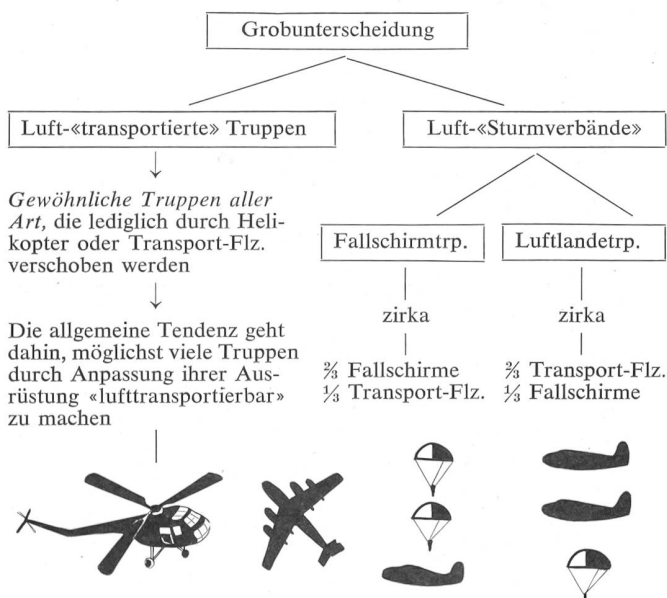 Grobunterscheidung
Luft-«transportierte» Truppen
Gewöhnliche Truppen aller
Art, die lediglich durch Heli-
kopter oder Transport-Flz.
verschoben werden
Die allgemeine Tendenz geht
dahin, möglichst viele Truppen
durch Anpassung ihrer Aus-
rüstung «lufttransportierbar»
zu machen
Luft-«Sturmverbände»
Fallschirmtrp.
zirka
⅔ Fallschirme
⅓ Transport-Flz.
Luftlandetrp.
zirka
⅔ Transport-Flz.
⅓ Fallschirme